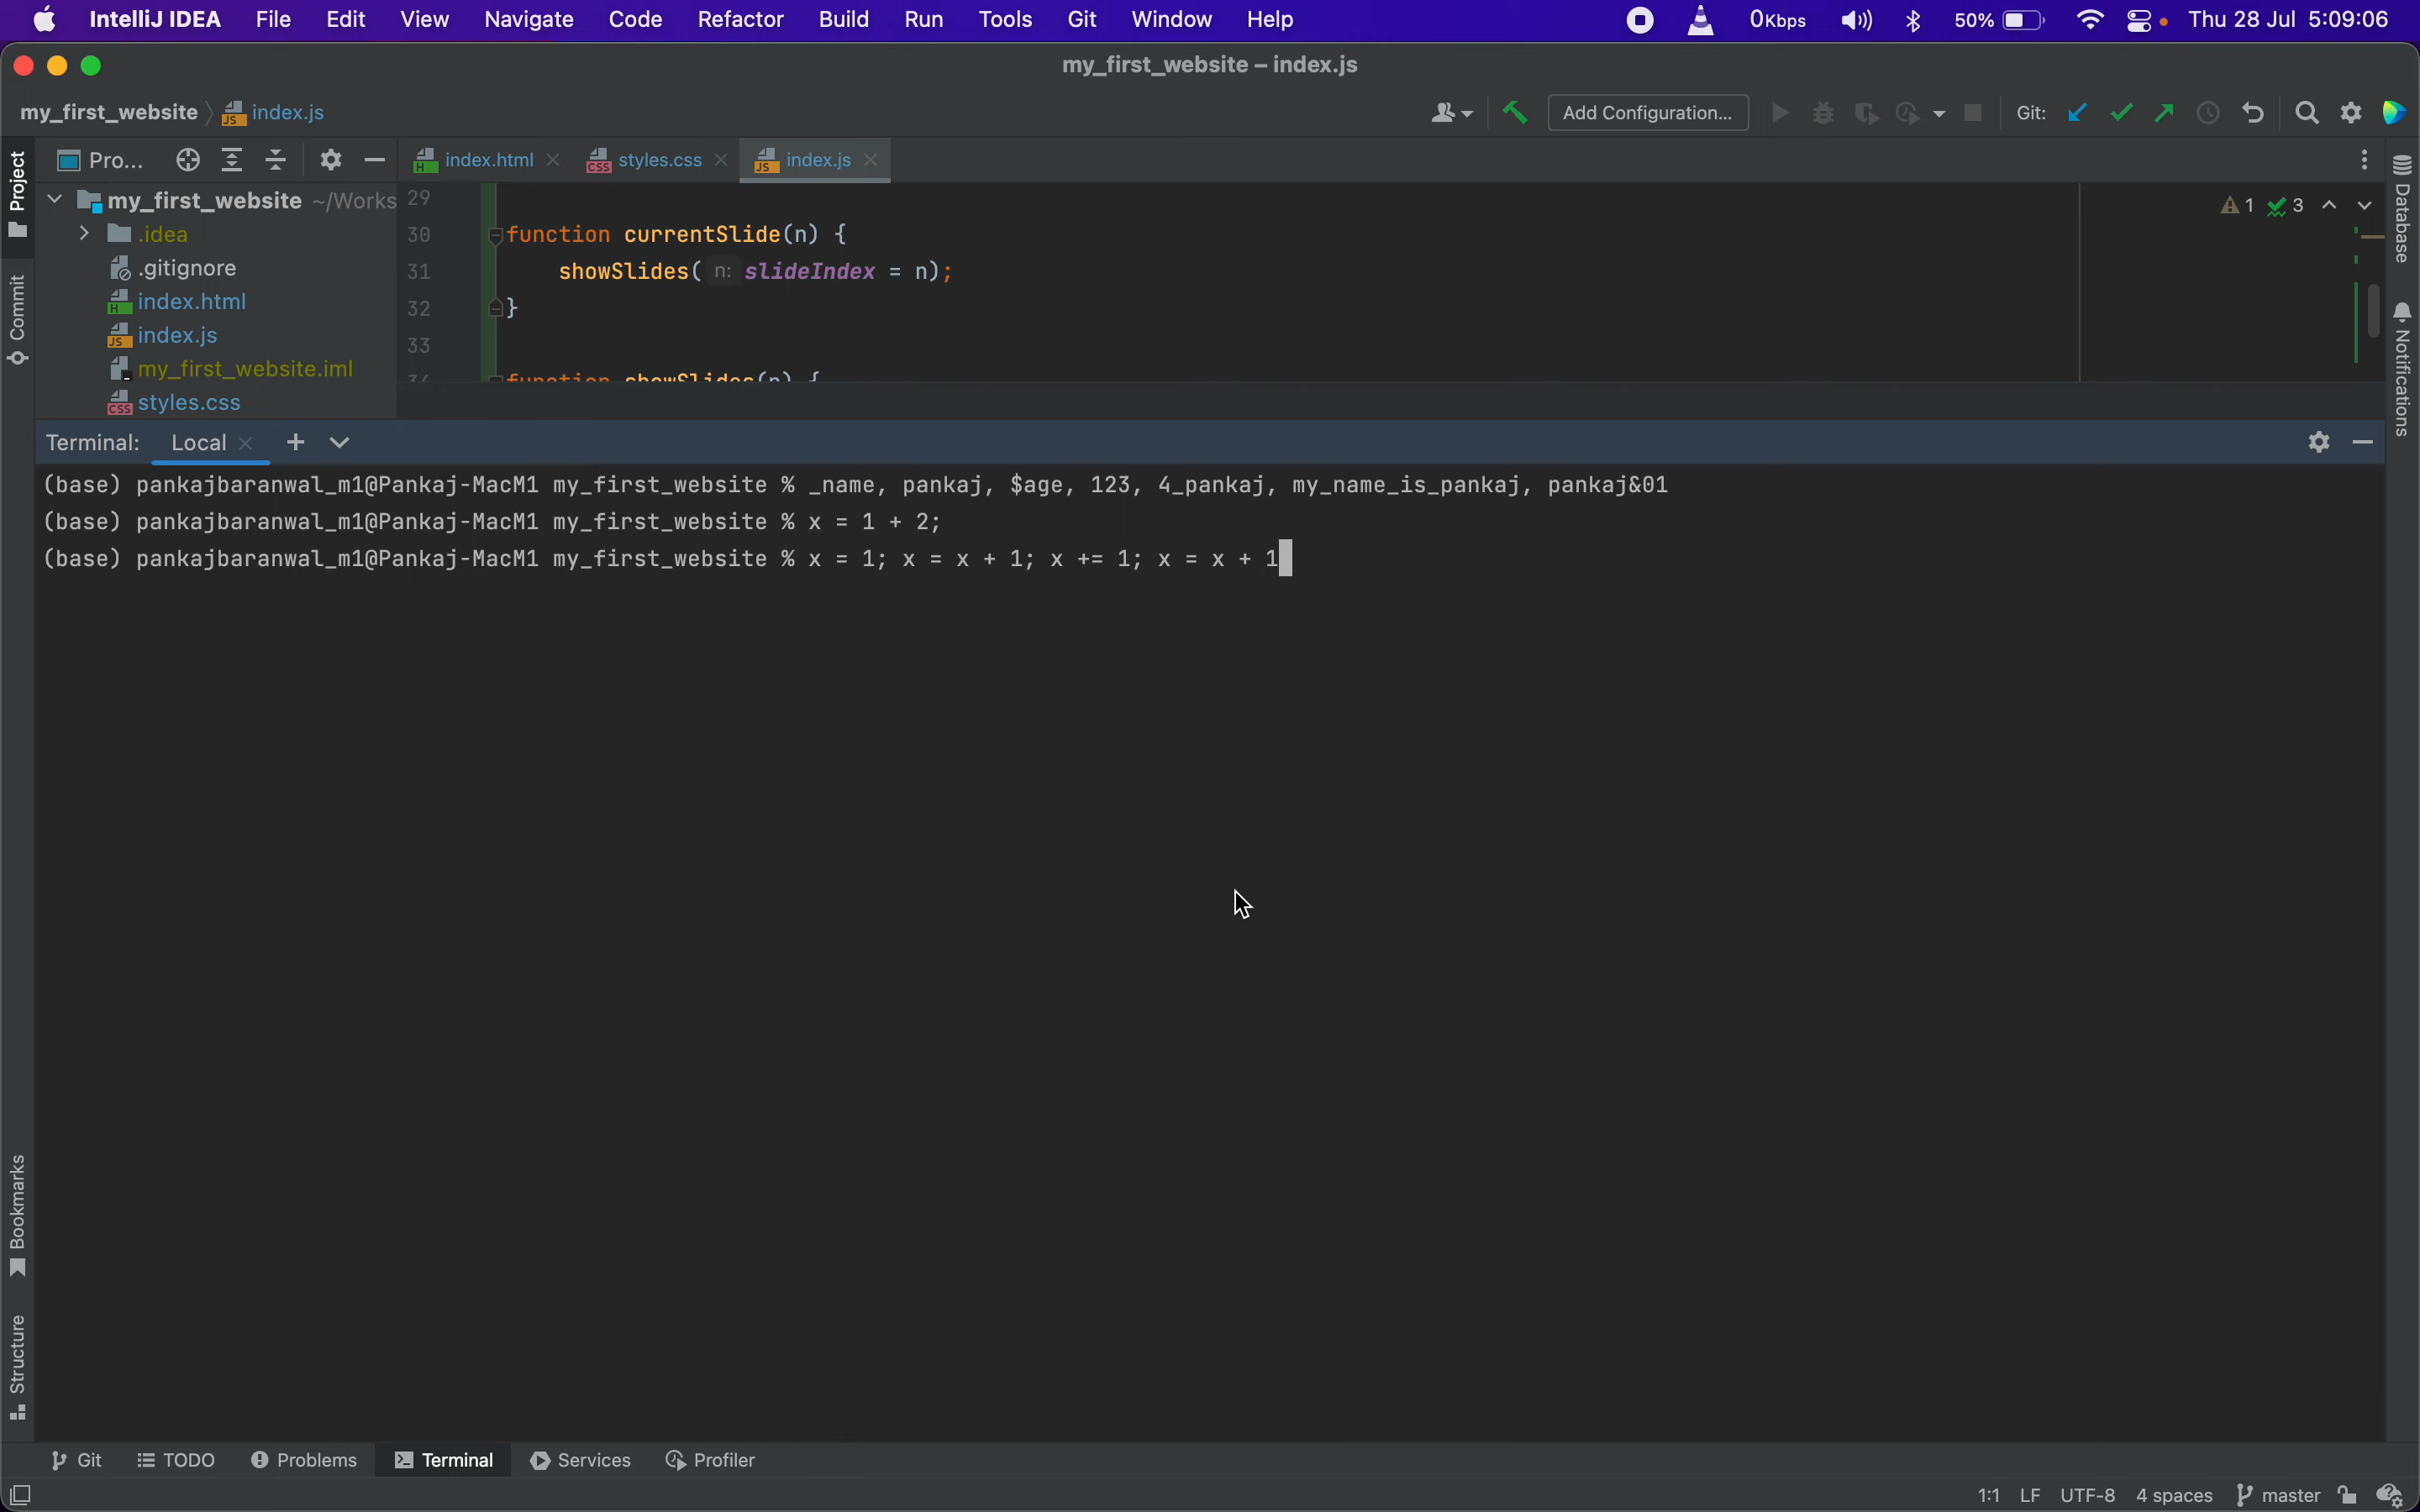 IntelliJ IDEA File Edit View Navigate Code Refactor Build Run Tools Git Window Help 0Kbps 50% Thu 28 Jul 5:09:06
my_first_website – index.js
my_first_website index.js Add Configuration... Git:
Project
Commit
Bookmarks
Structure
Pro...
my_first_website ~/Works
.idea
.gitignore
index.html
index.js
my_first_website.iml
styles.css
index.html styles.css index.js
29
30 function currentSlide(n) {
31 showSlides( n: slideIndex = n);
32 }
33
34 function showSlides(n) {
1 3
Database
Notifications
Terminal: Local
(base) pankajbaranwal_m1@Pankaj-MacM1 my_first_website % _name, pankaj, $age, 123, 4_pankaj, my_name_is_pankaj, pankaj&01
(base) pankajbaranwal_m1@Pankaj-MacM1 my_first_website % x = 1 + 2;
(base) pankajbaranwal_m1@Pankaj-MacM1 my_first_website % x = 1; x = x + 1; x += 1; x = x + 1
Git TODO Problems Terminal Services Profiler
1:1 LF UTF-8 4 spaces master